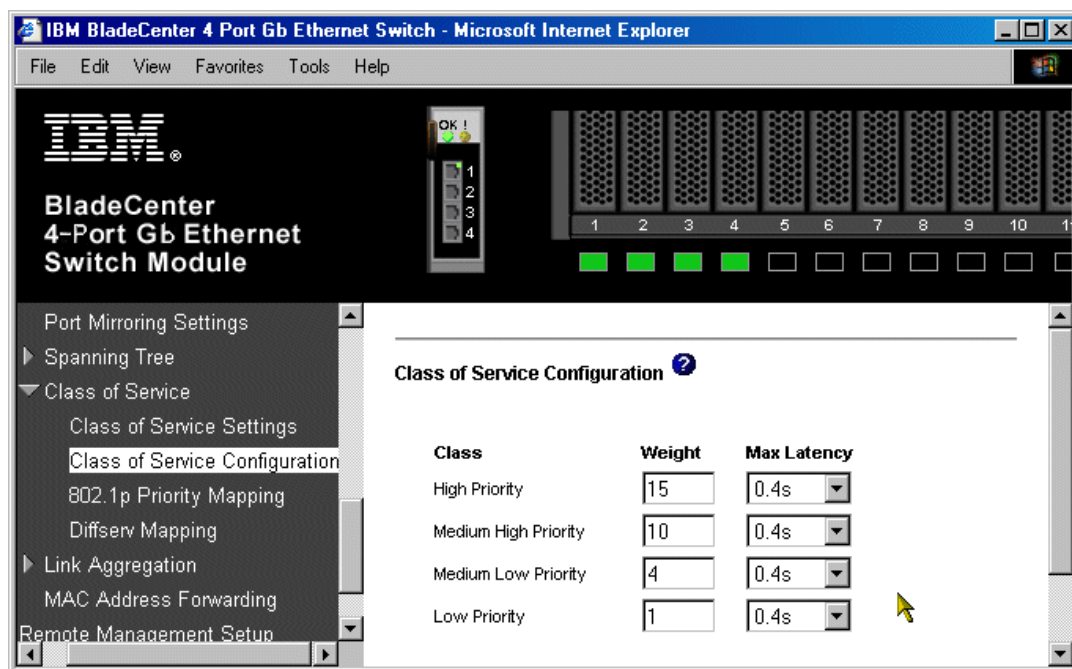 IBM BladeCenter 4 Port Gb Ethernet Switch - Microsoft Internet Explorer
File Edit View Favorites Tools Help
IBM®
BladeCenter
4-Port Gb Ethernet
Switch Module
OK !
1
2
3
4
1 2 3 4 5 6 7 8 9 10
Port Mirroring Settings
Spanning Tree
Class of Service
Class of Service Settings
Class of Service Configuration
802.1p Priority Mapping
Diffserv Mapping
Link Aggregation
MAC Address Forwarding
Remote Management Setup
Class of Service Configuration ?
Class Weight Max Latency
High Priority 15 0.4s
Medium High Priority 10 0.4s
Medium Low Priority 4 0.4s
Low Priority 1 0.4s